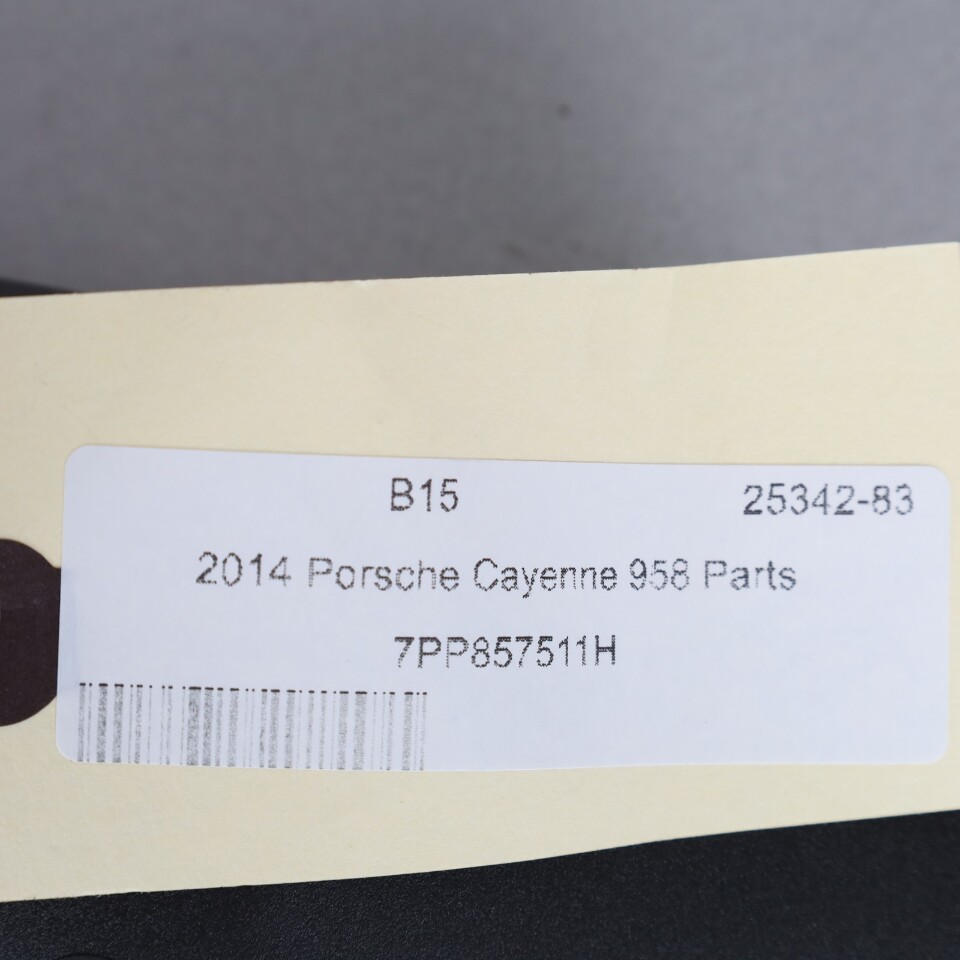 B15 25342-83
2014 Porsche Cayenne 958 Parts
7PP857511H